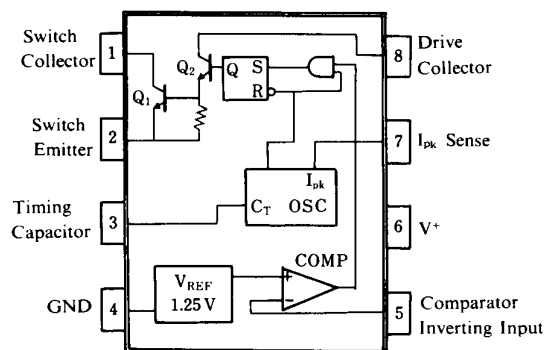 Switch
Collector
1
Q1
Q2
Q
S
R
8
Drive
Collector
Switch
Emitter
2
7
Ipk Sense
Ipk
CT
OSC
Timing
Capacitor
3
6
V+
COMP
GND
4
VREF
1.25 V
+
−
5
Comparator
Inverting Input